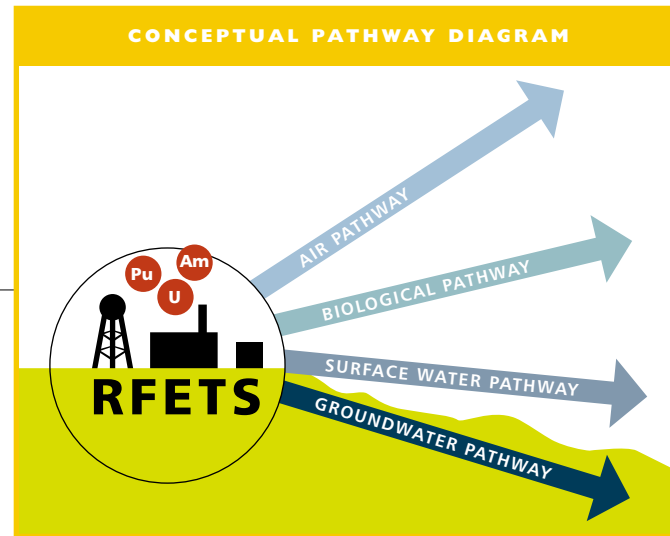 CONCEPTUAL PATHWAY DIAGRAM
AIR PATHWAY
Am
Pu
U
BIOLOGICAL PATHWAY
SURFACE WATER PATHWAY
RFETS
GROUNDWATER PATHWAY